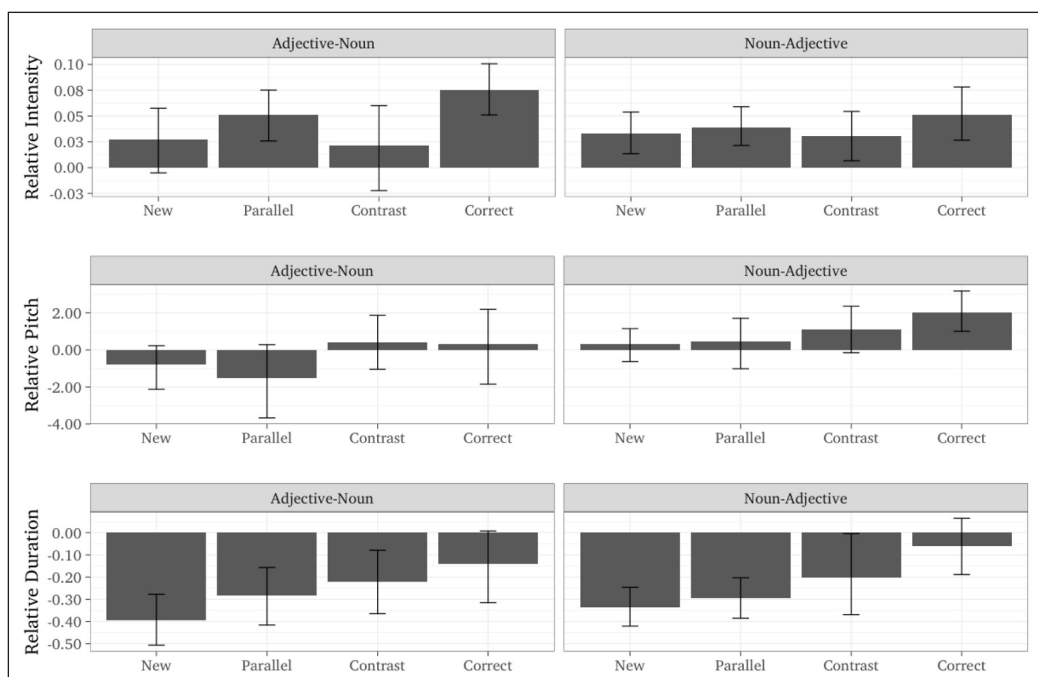 Adjective-Noun Noun-Adjective
Relative Intensity
0.10
0.08
0.05
0.03
0.00
-0.03
New Parallel Contrast Correct New Parallel Contrast Correct
Adjective-Noun Noun-Adjective
Relative Pitch
2.00
0.00
-2.00
-4.00
New Parallel Contrast Correct New Parallel Contrast Correct
Adjective-Noun Noun-Adjective
Relative Duration
0.00
-0.10
-0.20
-0.30
-0.40
-0.50
New Parallel Contrast Correct New Parallel Contrast Correct